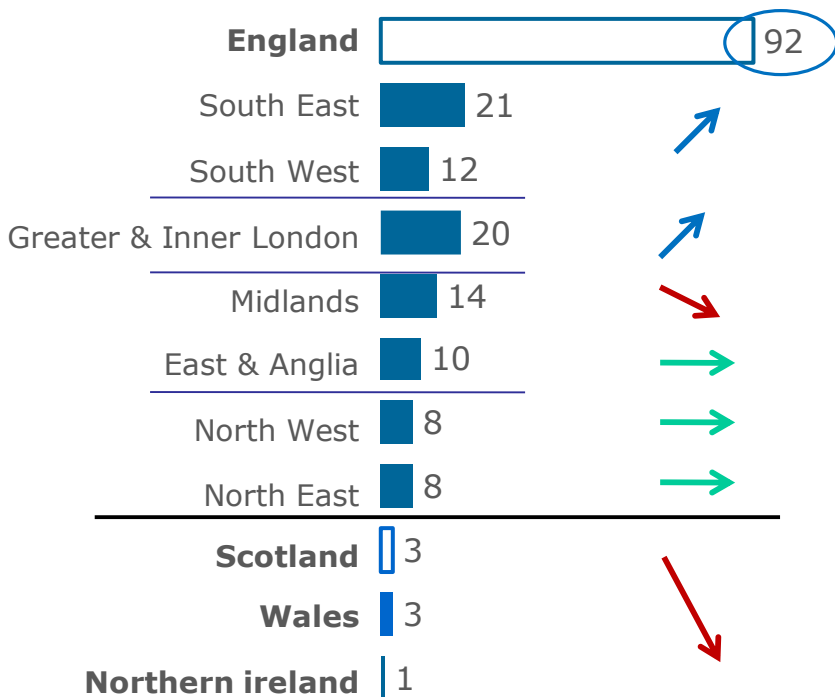 England 92
South East 21
South West 12
Greater & Inner London 20
Midlands 14
East & Anglia 10
North West 8
North East 8
Scotland 3
Wales 3
Northern ireland 1